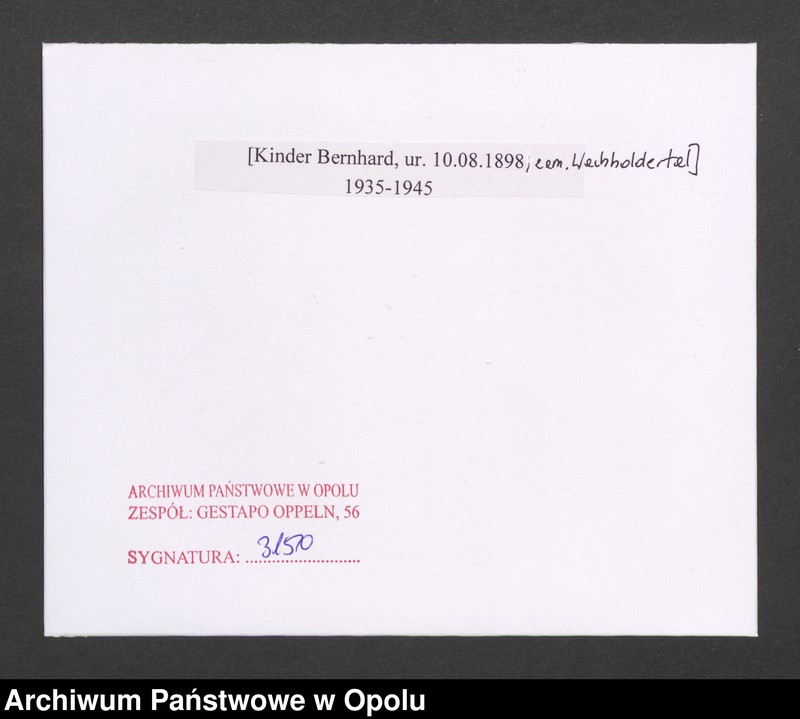 [Kinder Bernhard, ur. 10.08.1898, zam. Wachholdertal]
1935-1945
ARCHIWUM PAŃSTWOWE W OPOLU
ZESPÓŁ: GESTAPO OPPELN, 56
SYGNATURA: 3150
Archiwum Państwowe w Opolu